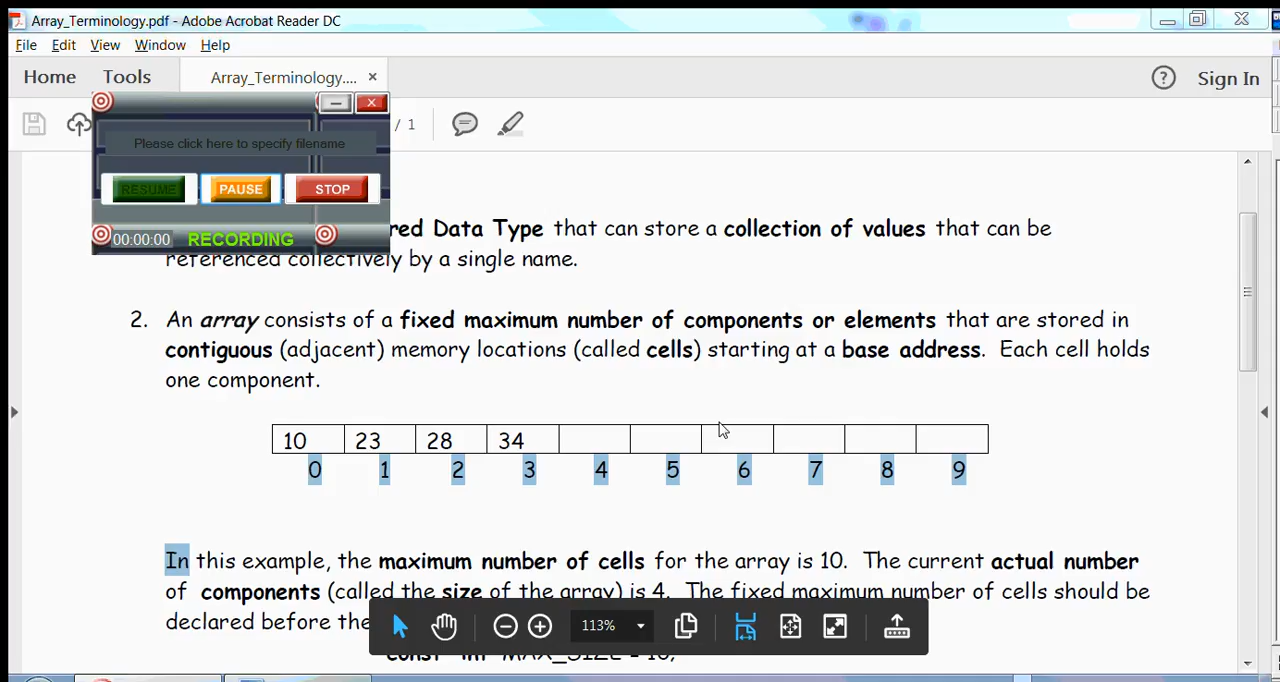 Array_Terminology.pdf - Adobe Acrobat Reader DC
File Edit View Window Help
Home Tools Array_Terminology.... × ? Sign In
/ 1
Please click here to specify filename
RESUME PAUSE STOP
00:00:00 RECORDING
red Data Type that can store a collection of values that can be
referenced collectively by a single name.
2. An array consists of a fixed maximum number of components or elements that are stored in
contiguous (adjacent) memory locations (called cells) starting at a base address. Each cell holds
one component.
10 23 28 34
0 1 2 3 4 5 6 7 8 9
In this example, the maximum number of cells for the array is 10. The current actual number
of components (called the size of the array) is 4. The fixed maximum number of cells should be
declared before the
113%
const int MAX_SIZE = 10;